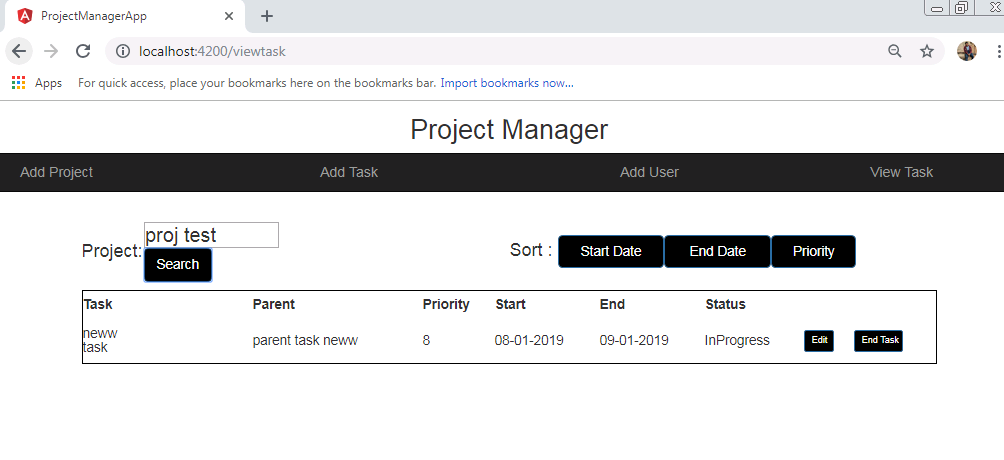 ProjectManagerApp
localhost:4200/viewtask
Apps For quick access, place your bookmarks here on the bookmarks bar. Import bookmarks now...
Project Manager
Add Project Add Task Add User View Task
Project: proj test
Search
Sort : Start Date End Date Priority
Task Parent Priority Start End Status
neww
task
parent task neww 8 08-01-2019 09-01-2019 InProgress Edit End Task